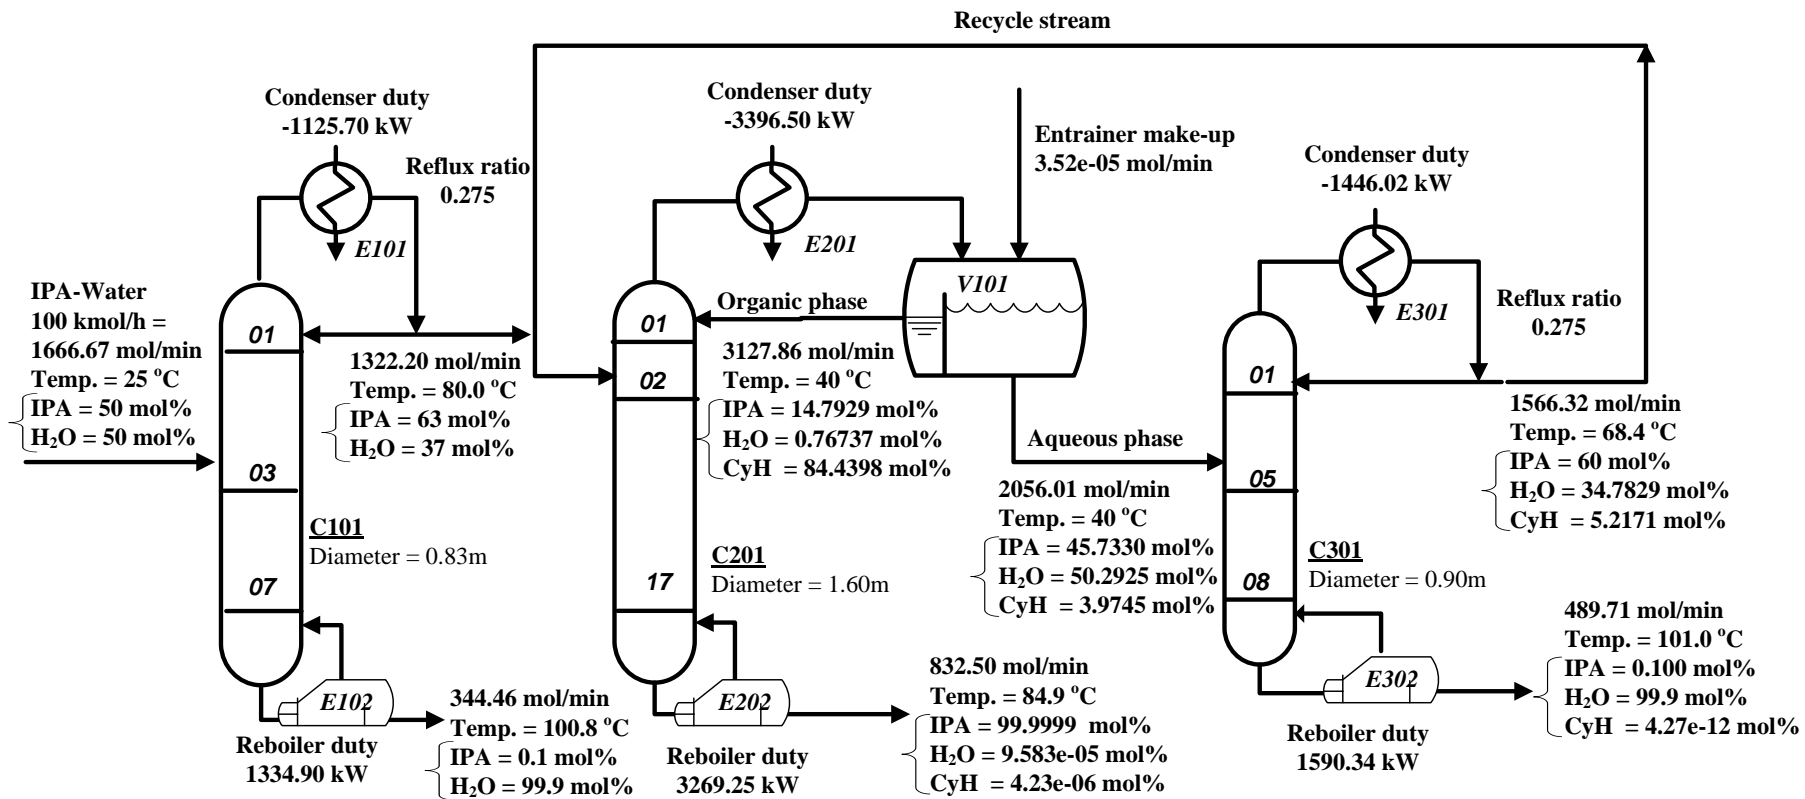 Recycle stream
Condenser duty
-1125.70 kW
Reflux ratio
0.275
E101
IPA-Water
100 kmol/h =
1666.67 mol/min
Temp. = 25 °C
IPA = 50 mol%
H₂O = 50 mol%
01
03
07
1322.20 mol/min
Temp. = 80.0 °C
IPA = 63 mol%
H₂O = 37 mol%
C101
Diameter = 0.83m
E102
Reboiler duty
1334.90 kW
344.46 mol/min
Temp. = 100.8 °C
IPA = 0.1 mol%
H₂O = 99.9 mol%
Condenser duty
-3396.50 kW
E201
Entrainer make-up
3.52e-05 mol/min
V101
Organic phase
01
02
17
3127.86 mol/min
Temp. = 40 °C
IPA = 14.7929 mol%
H₂O = 0.76737 mol%
CyH = 84.4398 mol%
C201
Diameter = 1.60m
E202
Reboiler duty
3269.25 kW
832.50 mol/min
Temp. = 84.9 °C
IPA = 99.9999 mol%
H₂O = 9.583e-05 mol%
CyH = 4.23e-06 mol%
Aqueous phase
2056.01 mol/min
Temp. = 40 °C
IPA = 45.7330 mol%
H₂O = 50.2925 mol%
CyH = 3.9745 mol%
Condenser duty
-1446.02 kW
E301
Reflux ratio
0.275
01
05
08
1566.32 mol/min
Temp. = 68.4 °C
IPA = 60 mol%
H₂O = 34.7829 mol%
CyH = 5.2171 mol%
C301
Diameter = 0.90m
E302
Reboiler duty
1590.34 kW
489.71 mol/min
Temp. = 101.0 °C
IPA = 0.100 mol%
H₂O = 99.9 mol%
CyH = 4.27e-12 mol%